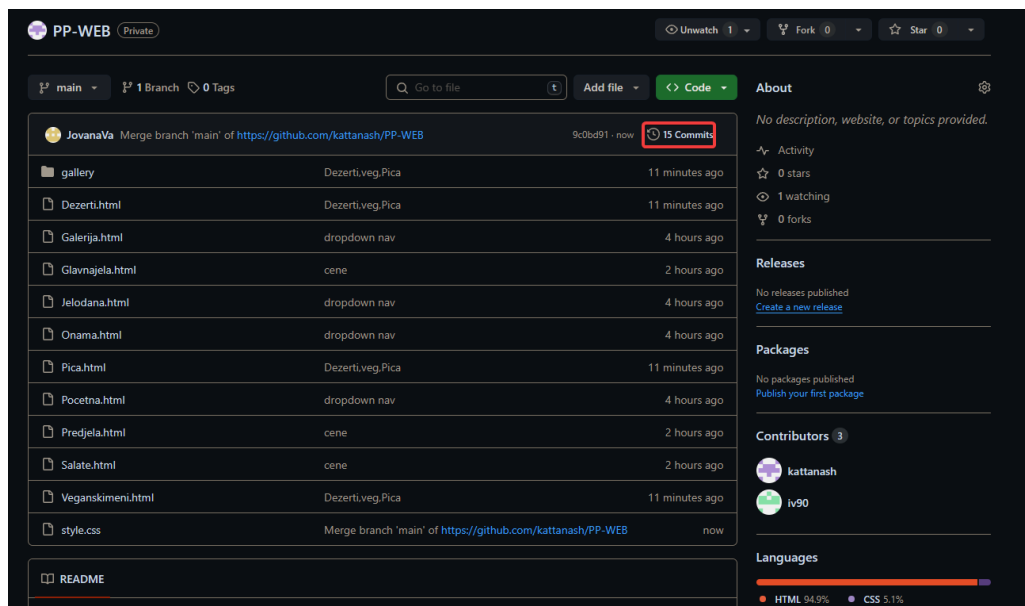 PP-WEB Private
Unwatch 1
Fork 0
Star 0
main
1 Branch
0 Tags
Go to file t
Add file
Code
JovanaVa Merge branch 'main' of https://github.com/kattanash/PP-WEB 9c0bd91 · now 15 Commits
gallery Dezerti,veg,Pica 11 minutes ago
Dezerti.html Dezerti,veg,Pica 11 minutes ago
Galerija.html dropdown nav 4 hours ago
Glavnajela.html cene 2 hours ago
Jelodana.html dropdown nav 4 hours ago
Onama.html dropdown nav 4 hours ago
Pica.html Dezerti,veg,Pica 11 minutes ago
Pocetna.html dropdown nav 4 hours ago
Predjela.html cene 2 hours ago
Salate.html cene 2 hours ago
Veganskimeni.html Dezerti,veg,Pica 11 minutes ago
style.css Merge branch 'main' of https://github.com/kattanash/PP-WEB now
README
About
No description, website, or topics provided.
Activity
0 stars
1 watching
0 forks
Releases
No releases published
Create a new release
Packages
No packages published
Publish your first package
Contributors 3
kattanash
iv90
Languages
HTML 94.9% CSS 5.1%